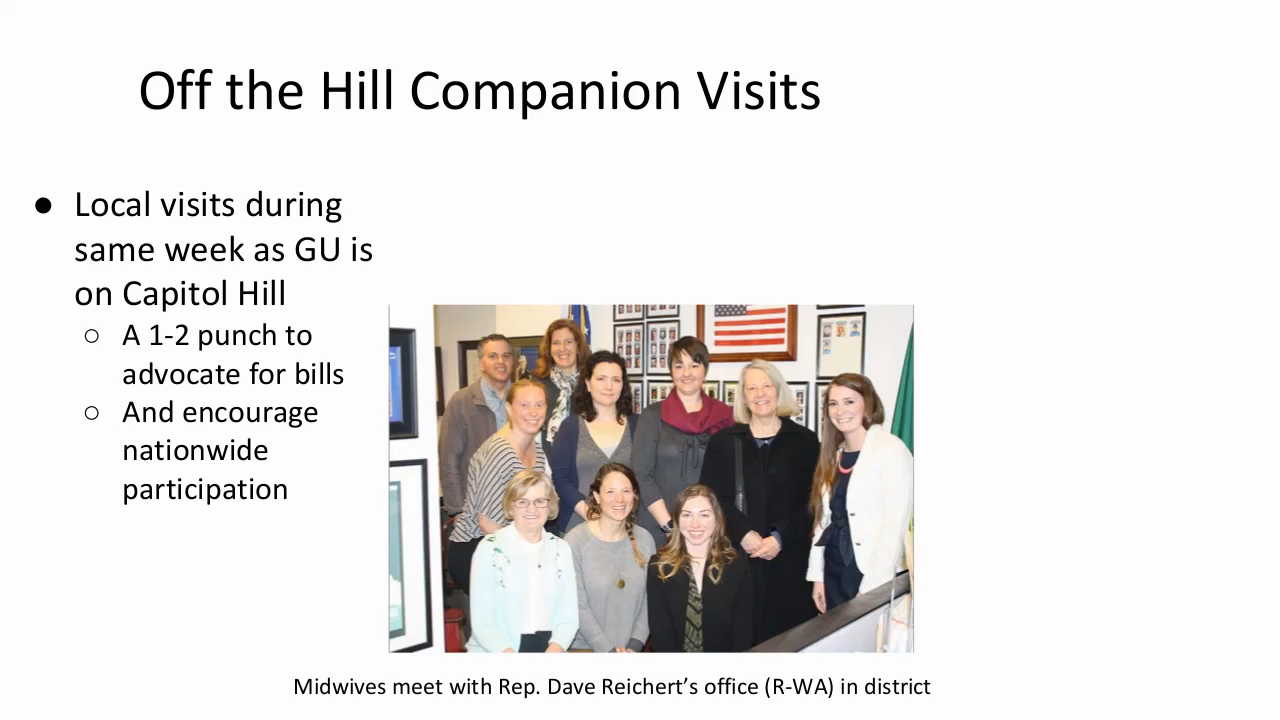 Off the Hill Companion Visits
● Local visits during
same week as GU is
on Capitol Hill
○ A 1-2 punch to
advocate for bills
○ And encourage
nationwide
participation
Midwives meet with Rep. Dave Reichert’s office (R-WA) in district